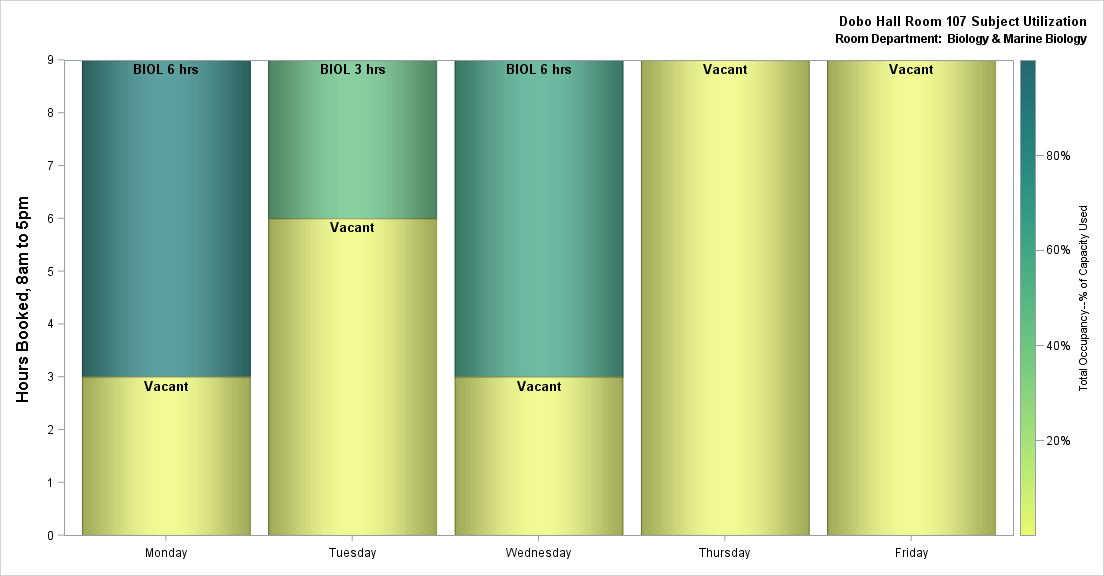 Dobo Hall Room 107 Subject Utilization
Room Department: Biology & Marine Biology
Hours Booked, 8am to 5pm
9
8
7
6
5
4
3
2
1
0
BIOL 6 hrs
Vacant
BIOL 3 hrs
Vacant
BIOL 6 hrs
Vacant
Vacant
Vacant
Monday
Tuesday
Wednesday
Thursday
Friday
80%
60%
40%
20%
Total Occupancy--% of Capacity Used